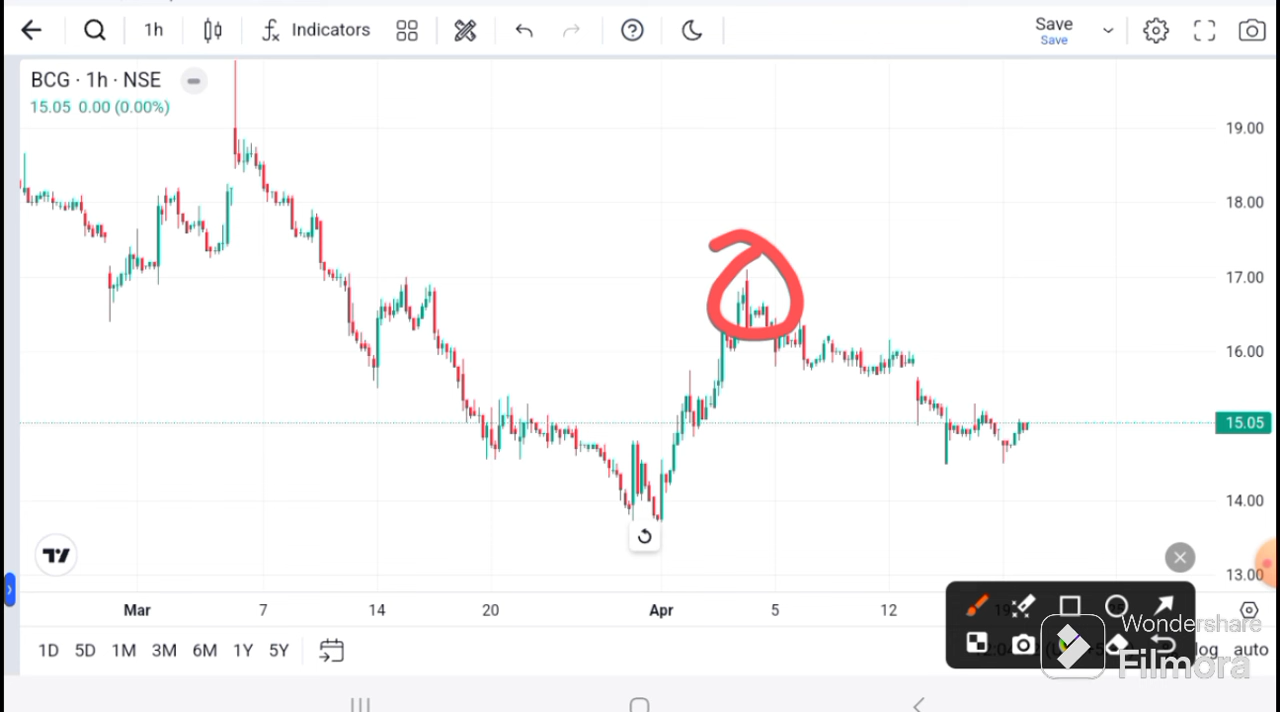 1h
Indicators
Save
Save
BCG · 1h · NSE
15.05 0.00 (0.00%)
19.00
18.00
17.00
16.00
15.05
14.00
13.00
Mar 7 14 20 Apr 5 12
1D 5D 1M 3M 6M 1Y 5Y
log auto
Wondershare
Filmora